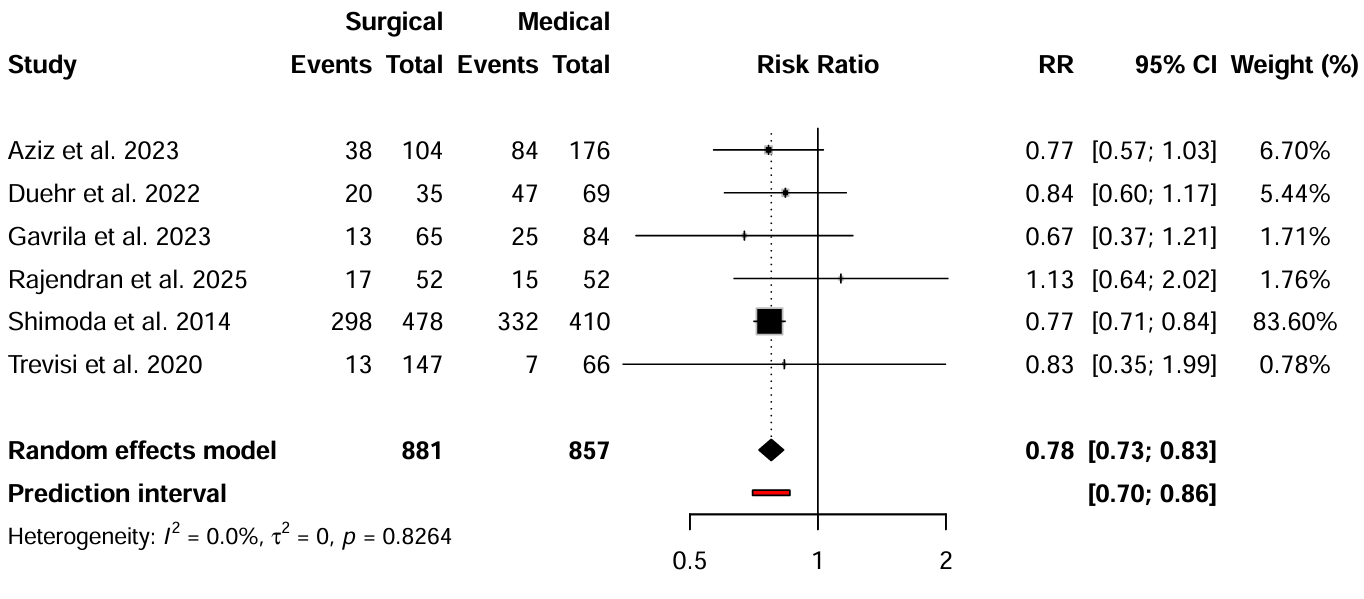 Surgical Medical
Study Events Total Events Total Risk Ratio RR 95% CI Weight (%)
Aziz et al. 2023 38 104 84 176 0.77 [0.57; 1.03] 6.70%
Duehr et al. 2022 20 35 47 69 0.84 [0.60; 1.17] 5.44%
Gavrila et al. 2023 13 65 25 84 0.67 [0.37; 1.21] 1.71%
Rajendran et al. 2025 17 52 15 52 1.13 [0.64; 2.02] 1.76%
Shimoda et al. 2014 298 478 332 410 0.77 [0.71; 0.84] 83.60%
Trevisi et al. 2020 13 147 7 66 0.83 [0.35; 1.99] 0.78%
Random effects model 881 857 0.78 [0.73; 0.83]
Prediction interval [0.70; 0.86]
Heterogeneity: I² = 0.0%, τ² = 0, p = 0.8264
0.5 1 2